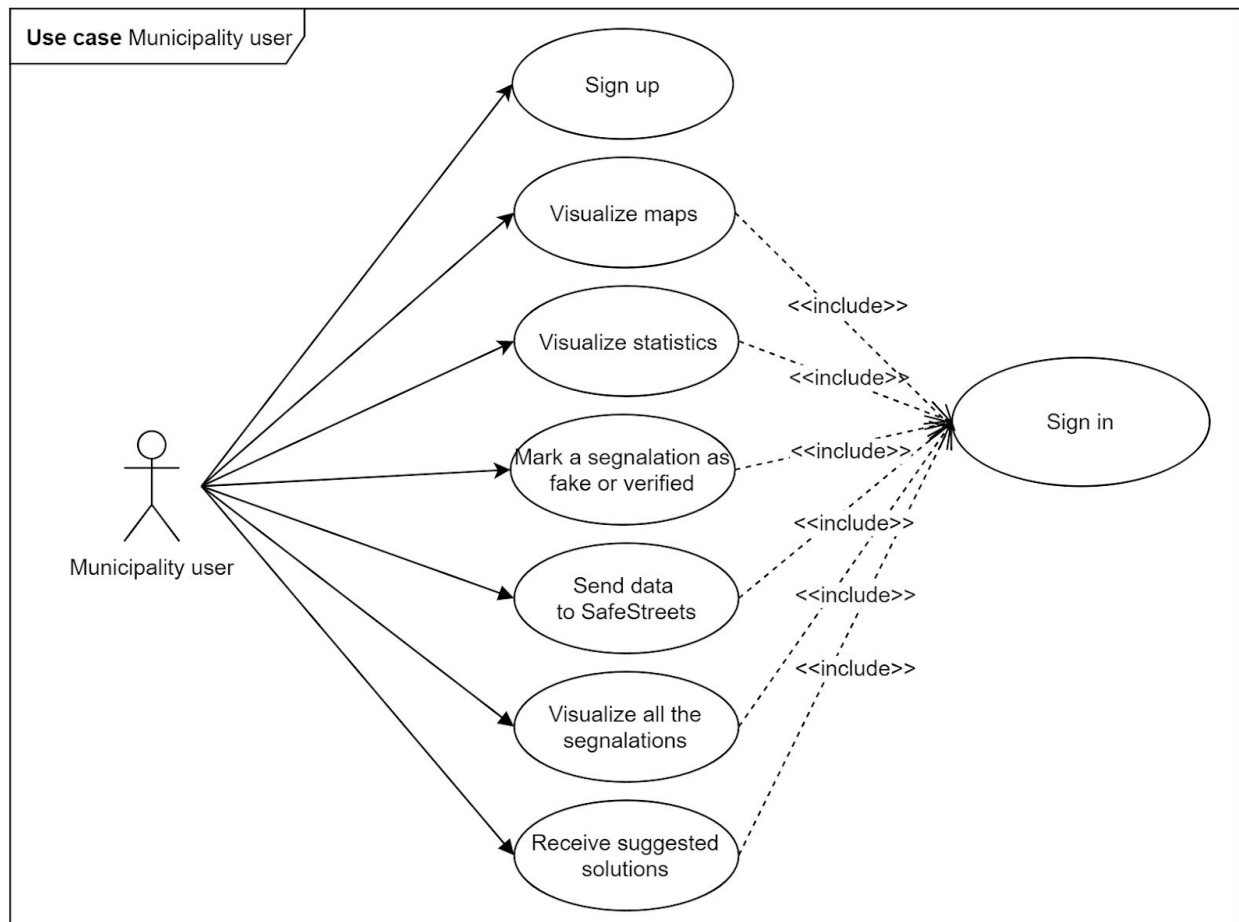 Use case Municipality user
Sign up
Visualize maps
<<include>>
Visualize statistics
<<include>>
Sign in
Mark a segnalation as
fake or verified
<<include>>
Municipality user
<<include>>
Send data
to SafeStreets
<<include>>
Visualize all the
segnalations
<<include>>
Receive suggested
solutions